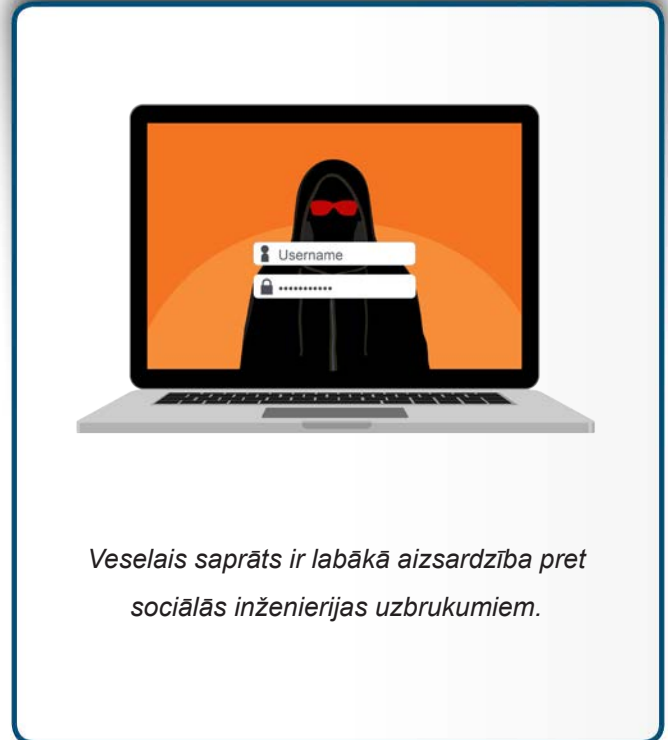 Username
Veselais saprāts ir labākā aizsardzība pret
sociālās inženierijas uzbrukumiem.